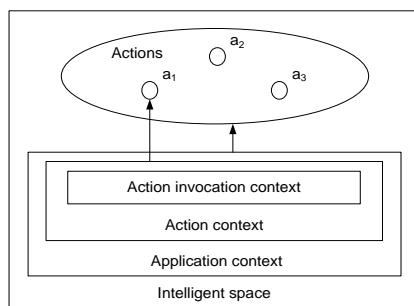 a2
Actions
a1
a3
Action invocation context
Action context
Application context
Intelligent space